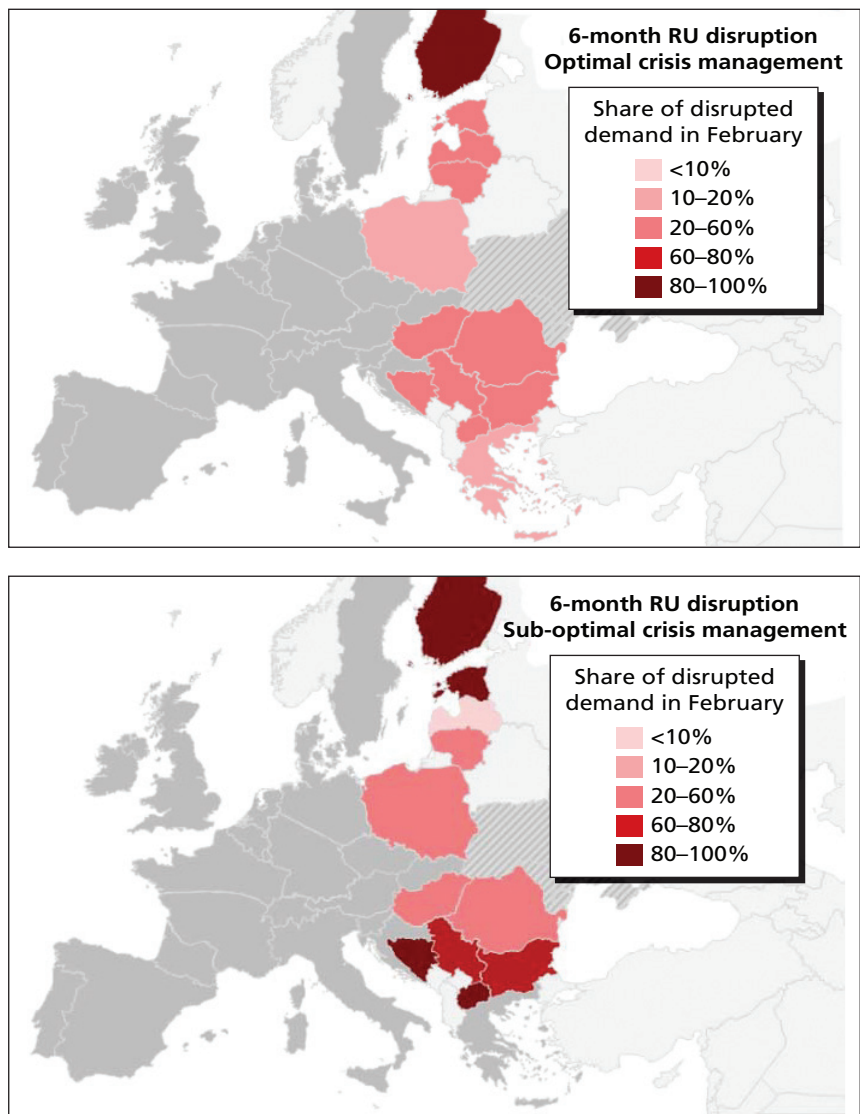 6-month RU disruption
Optimal crisis management
Share of disrupted
demand in February
<10%
10–20%
20–60%
60–80%
80–100%
6-month RU disruption
Sub-optimal crisis management
Share of disrupted
demand in February
<10%
10–20%
20–60%
60–80%
80–100%